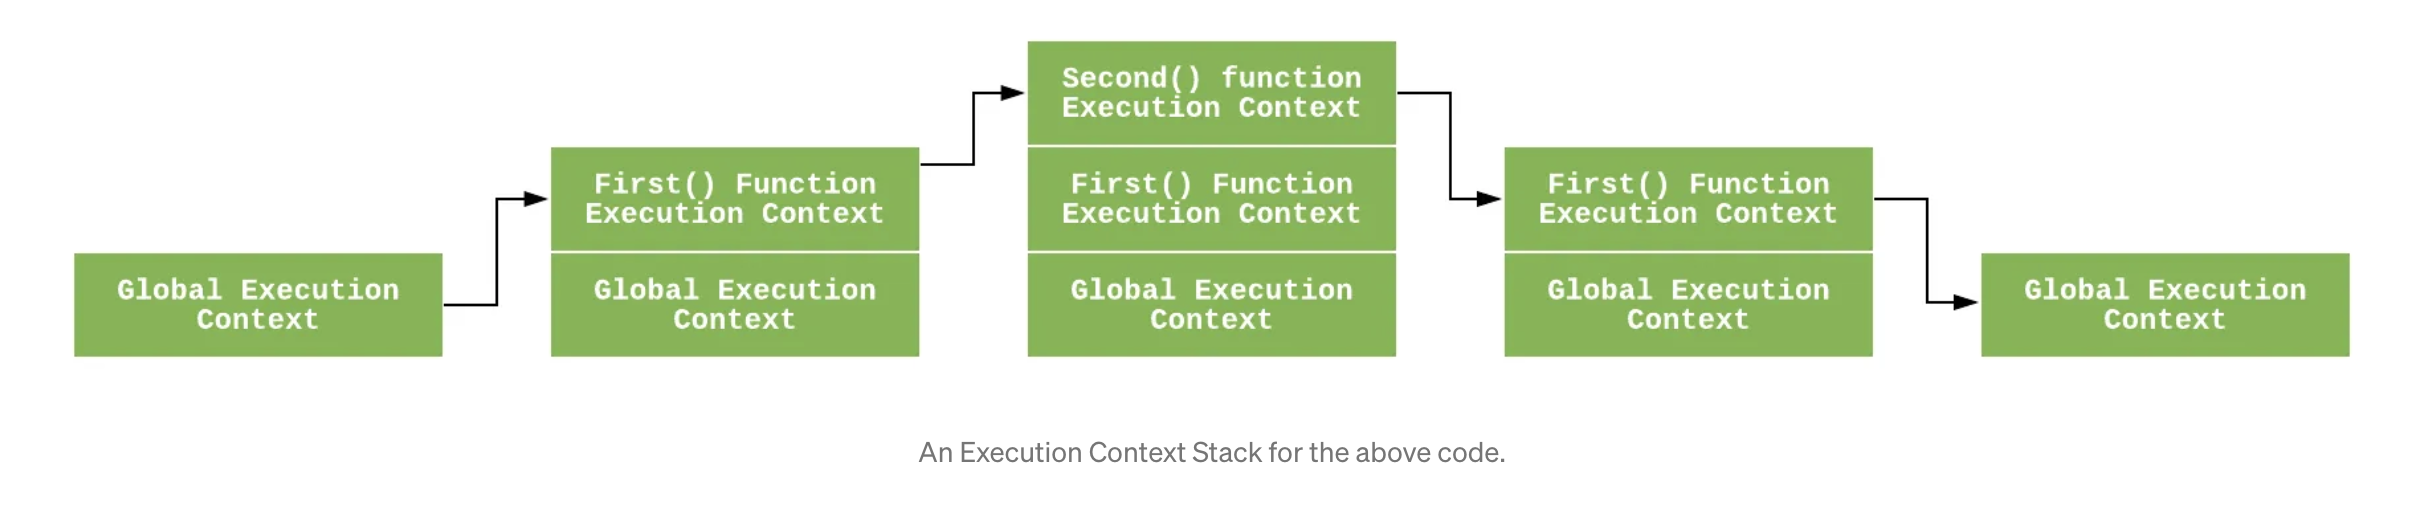 Global Execution
Context
First() Function
Execution Context
Global Execution
Context
Second() function
Execution Context
First() Function
Execution Context
Global Execution
Context
First() Function
Execution Context
Global Execution
Context
Global Execution
Context
An Execution Context Stack for the above code.